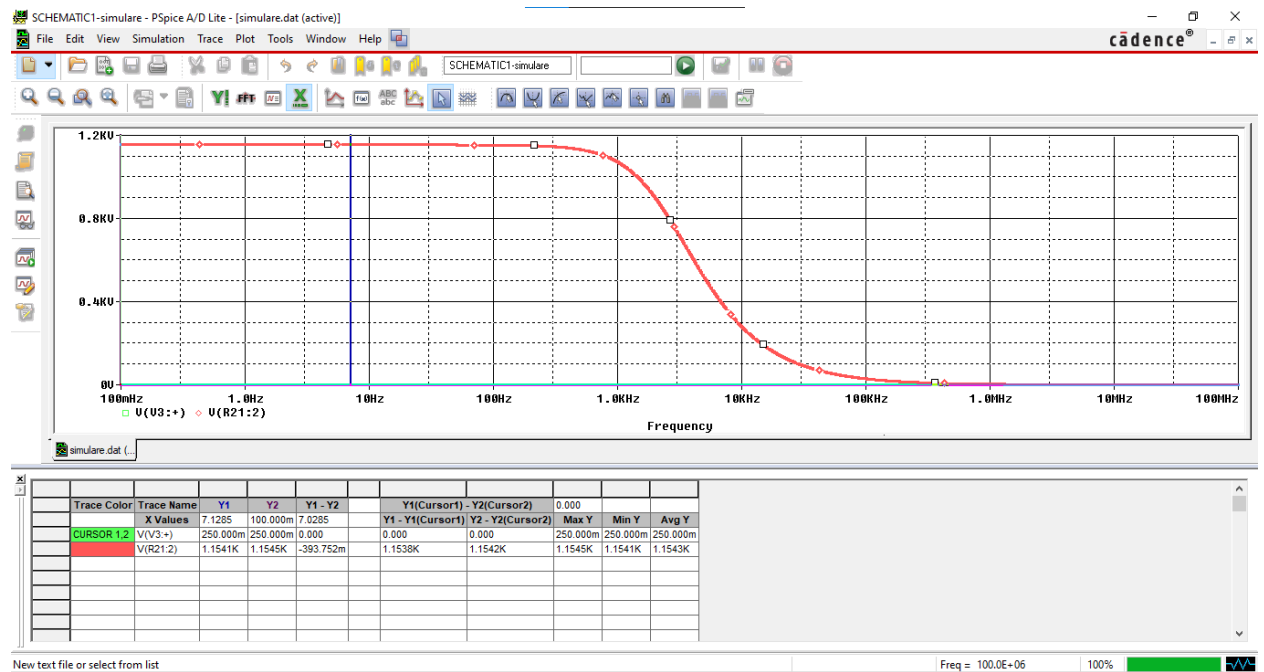 SCHEMATIC1-simulare - PSpice A/D Lite - [simulare.dat (active)]
File Edit View Simulation Trace Plot Tools Window Help
cādence®
SCHEMATIC1-simulare
1.2KV
0.8KV
0.4KV
0V
100mHz 1.0Hz 10Hz 100Hz 1.0KHz 10KHz 100KHz 1.0MHz 10MHz 100MHz
V(V3:+) V(R21:2)
Frequency
simulare.dat (...
Trace Color Trace Name Y1 Y2 Y1 - Y2 Y1(Cursor1) - Y2(Cursor2) 0.000
X Values 7.1285 100.000m 7.0285 Y1 - Y1(Cursor1) Y2 - Y2(Cursor2) Max Y Min Y Avg Y
CURSOR 1,2 V(V3:+) 250.000m 250.000m 0.000 0.000 0.000 250.000m 250.000m 250.000m
V(R21:2) 1.1541K 1.1545K -393.752m 1.1538K 1.1542K 1.1545K 1.1541K 1.1543K
New text file or select from list Freq = 100.0E+06 100%